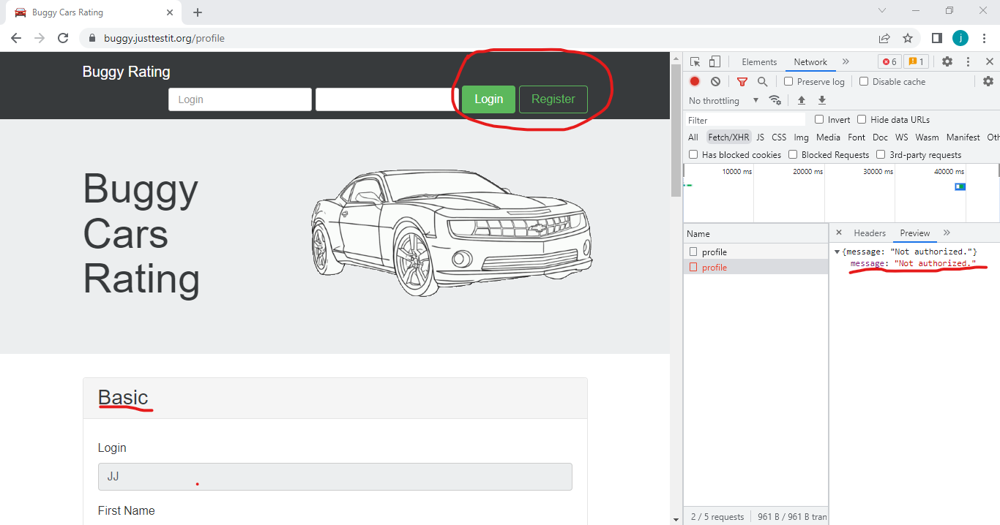 Buggy Cars Rating
buggy.justtestit.org/profile
j
Buggy Rating
Login
Login
Register
Buggy
Cars
Rating
Basic
Login
JJ
First Name
Elements Network » 6 1
Preserve log Disable cache
No throttling
Filter Invert Hide data URLs
All Fetch/XHR JS CSS Img Media Font Doc WS Wasm Manifest Oth
Has blocked cookies Blocked Requests 3rd-party requests
10000 ms 20000 ms 30000 ms 40000 ms
Name
profile
profile
Headers Preview »
{message: "Not authorized."}
message: "Not authorized."
2 / 5 requests 961 B / 961 B tran